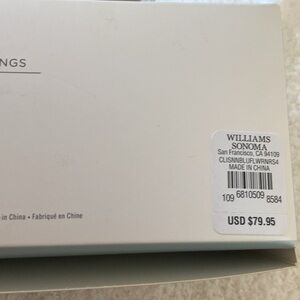 NGS
WILLIAMS
SONOMA
San Francisco, CA 94109
CLISNNBLUFLWRNRS4
MADE IN CHINA
109 6810509 8584
USD $79.95
in China • Fabriqué en Chine